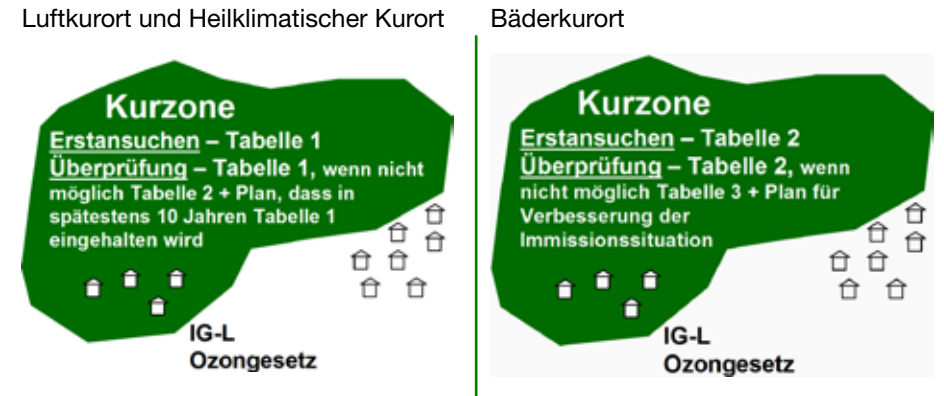 Luftkurort und Heilklimatischer Kurort
Kurzone
Erstansuchen – Tabelle 1
Überprüfung – Tabelle 1, wenn nicht
möglich Tabelle 2 + Plan, dass in
spätestens 10 Jahren Tabelle 1
eingehalten wird
IG-L
Ozongesetz
Bäderkurort
Kurzone
Erstansuchen – Tabelle 2
Überprüfung – Tabelle 2, wenn
nicht möglich Tabelle 3 + Plan für
Verbesserung der
Immissionssituation
IG-L
Ozongesetz